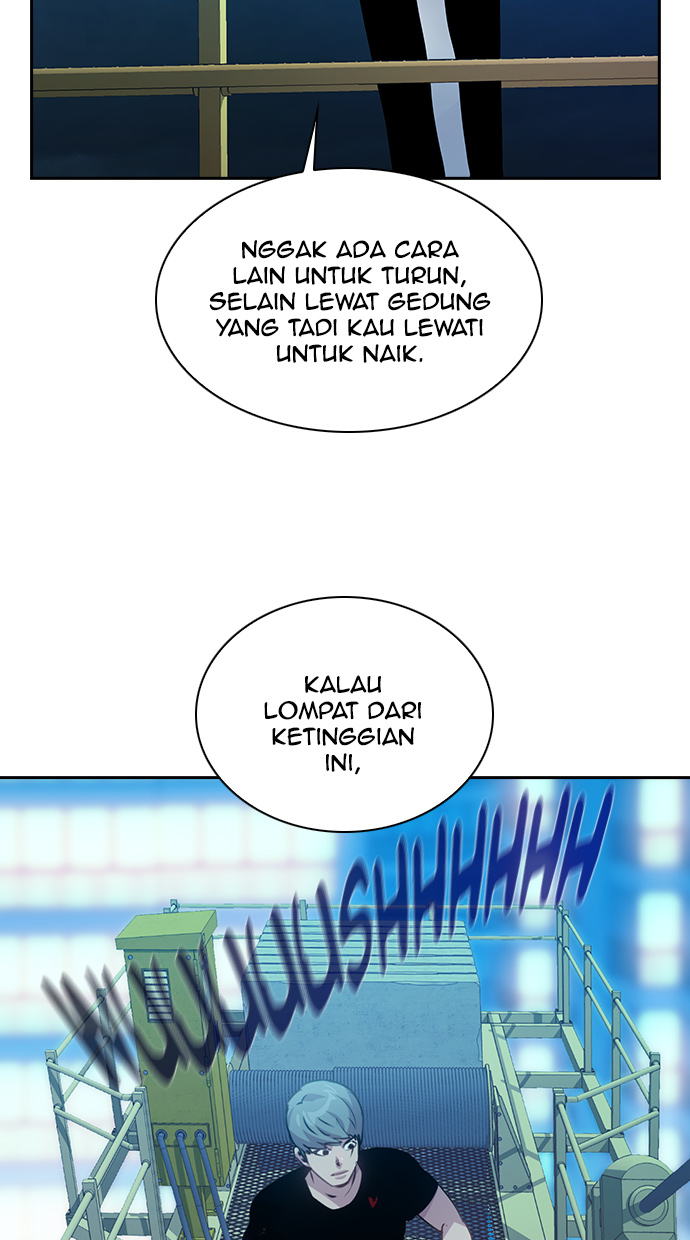 NGGAK ADA CARA
LAIN UNTUK TURUN,
SELAIN LEWAT GEDUNG
YANG TADI KAU LEWATI
UNTUK NAIK.
KALAU
LOMPAT DARI
KETINGGIAN
INI,
WUUUUUUSHHHHHHH